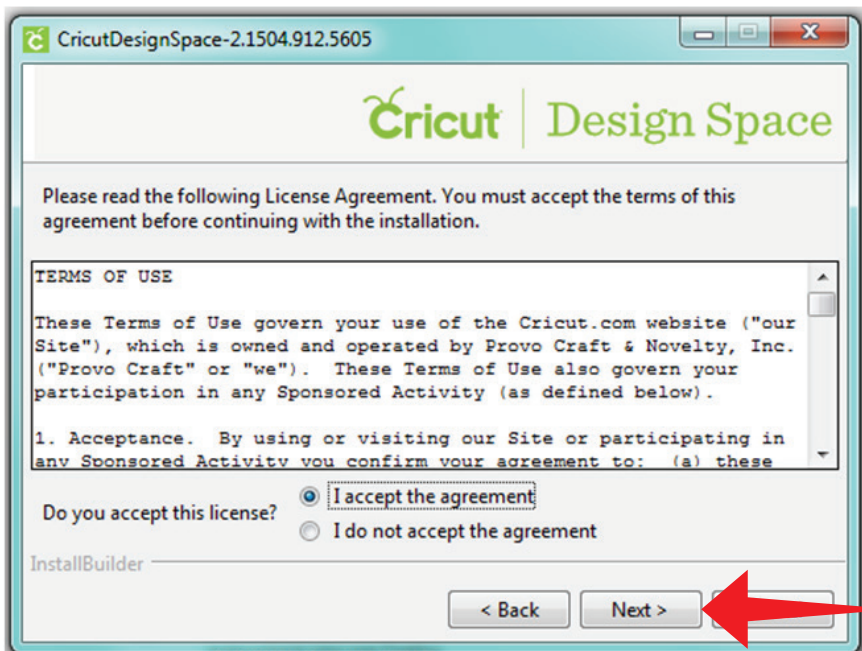 CricutDesignSpace-2.1504.912.5605
Cricut | Design Space
Please read the following License Agreement. You must accept the terms of this
agreement before continuing with the installation.
TERMS OF USE
These Terms of Use govern your use of the Cricut.com website ("our
Site"), which is owned and operated by Provo Craft & Novelty, Inc.
("Provo Craft" or "we").  These Terms of Use also govern your
participation in any Sponsored Activity (as defined below).
1. Acceptance.  By using or visiting our Site or participating in
any Sponsored Activity you confirm your agreement to:  (a) these
Do you accept this license?
I accept the agreement
I do not accept the agreement
InstallBuilder
< Back
Next >